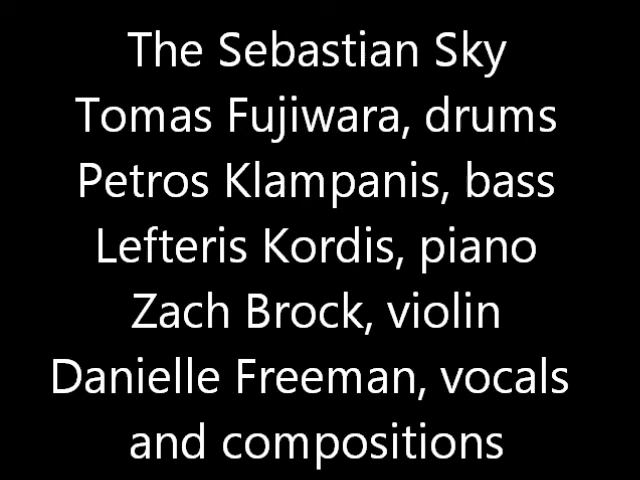 The Sebastian Sky
Tomas Fujiwara, drums
Petros Klampanis, bass
Lefteris Kordis, piano
Zach Brock, violin
Danielle Freeman, vocals
and compositions